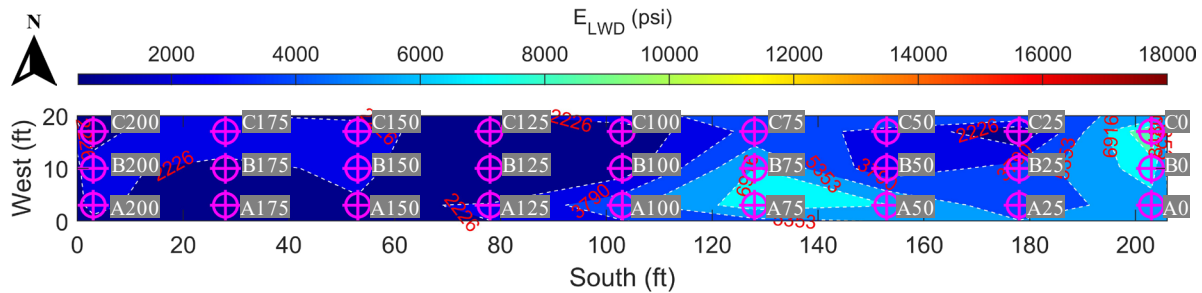 E_LWD (psi)
N
2000 4000 6000 8000 10000 12000 14000 16000 18000
20 C200 C175 C150 C125 2226 C100 C75 C50 2226 C25 6916 C0
West (ft)
10 B200 2226 B175 B150 B125 B100 B75 5353 B50 B25 B0
0 A200 A175 A150 2226 A125 3790 A100 A75 A50 A25 A0
5353
0 20 40 60 80 100 120 140 160 180 200
South (ft)